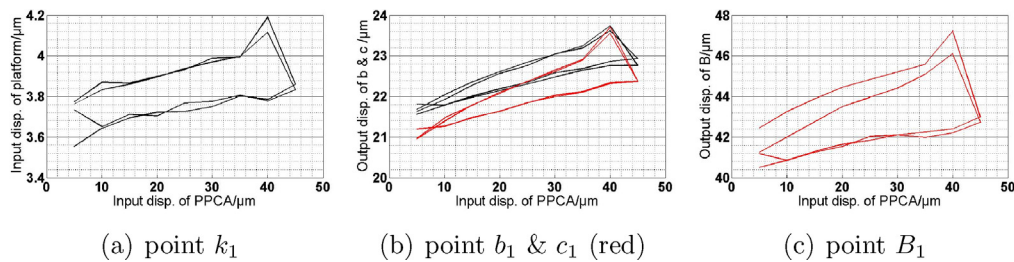 Input disp. of platform/μm
4.2
4
3.8
3.6
3.4
0 10 20 30 40 50
Input disp. of PPCA/μm
(a) point k₁
Output disp. of b & c /μm
24
23
22
21
20
0 10 20 30 40 50
Input disp. of PPCA/μm
(b) point b₁ & c₁ (red)
Output disp. of B/μm
48
46
44
42
40
0 10 20 30 40 50
Input disp. of PPCA/μm
(c) point B₁